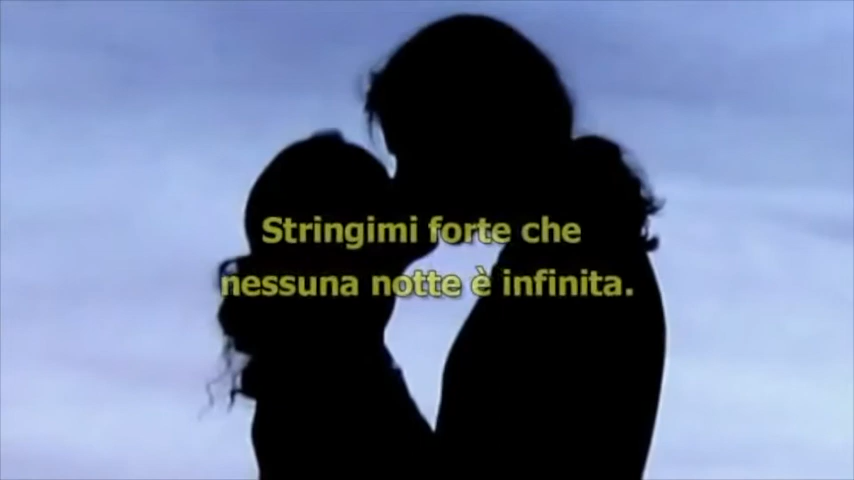 Stringimi forte che
nessuna notte è infinita.